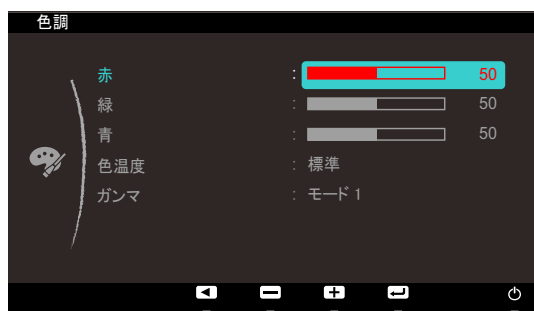 色調
赤 : 50
緑 : 50
青 : 50
色温度 : 標準
ガンマ : モード 1